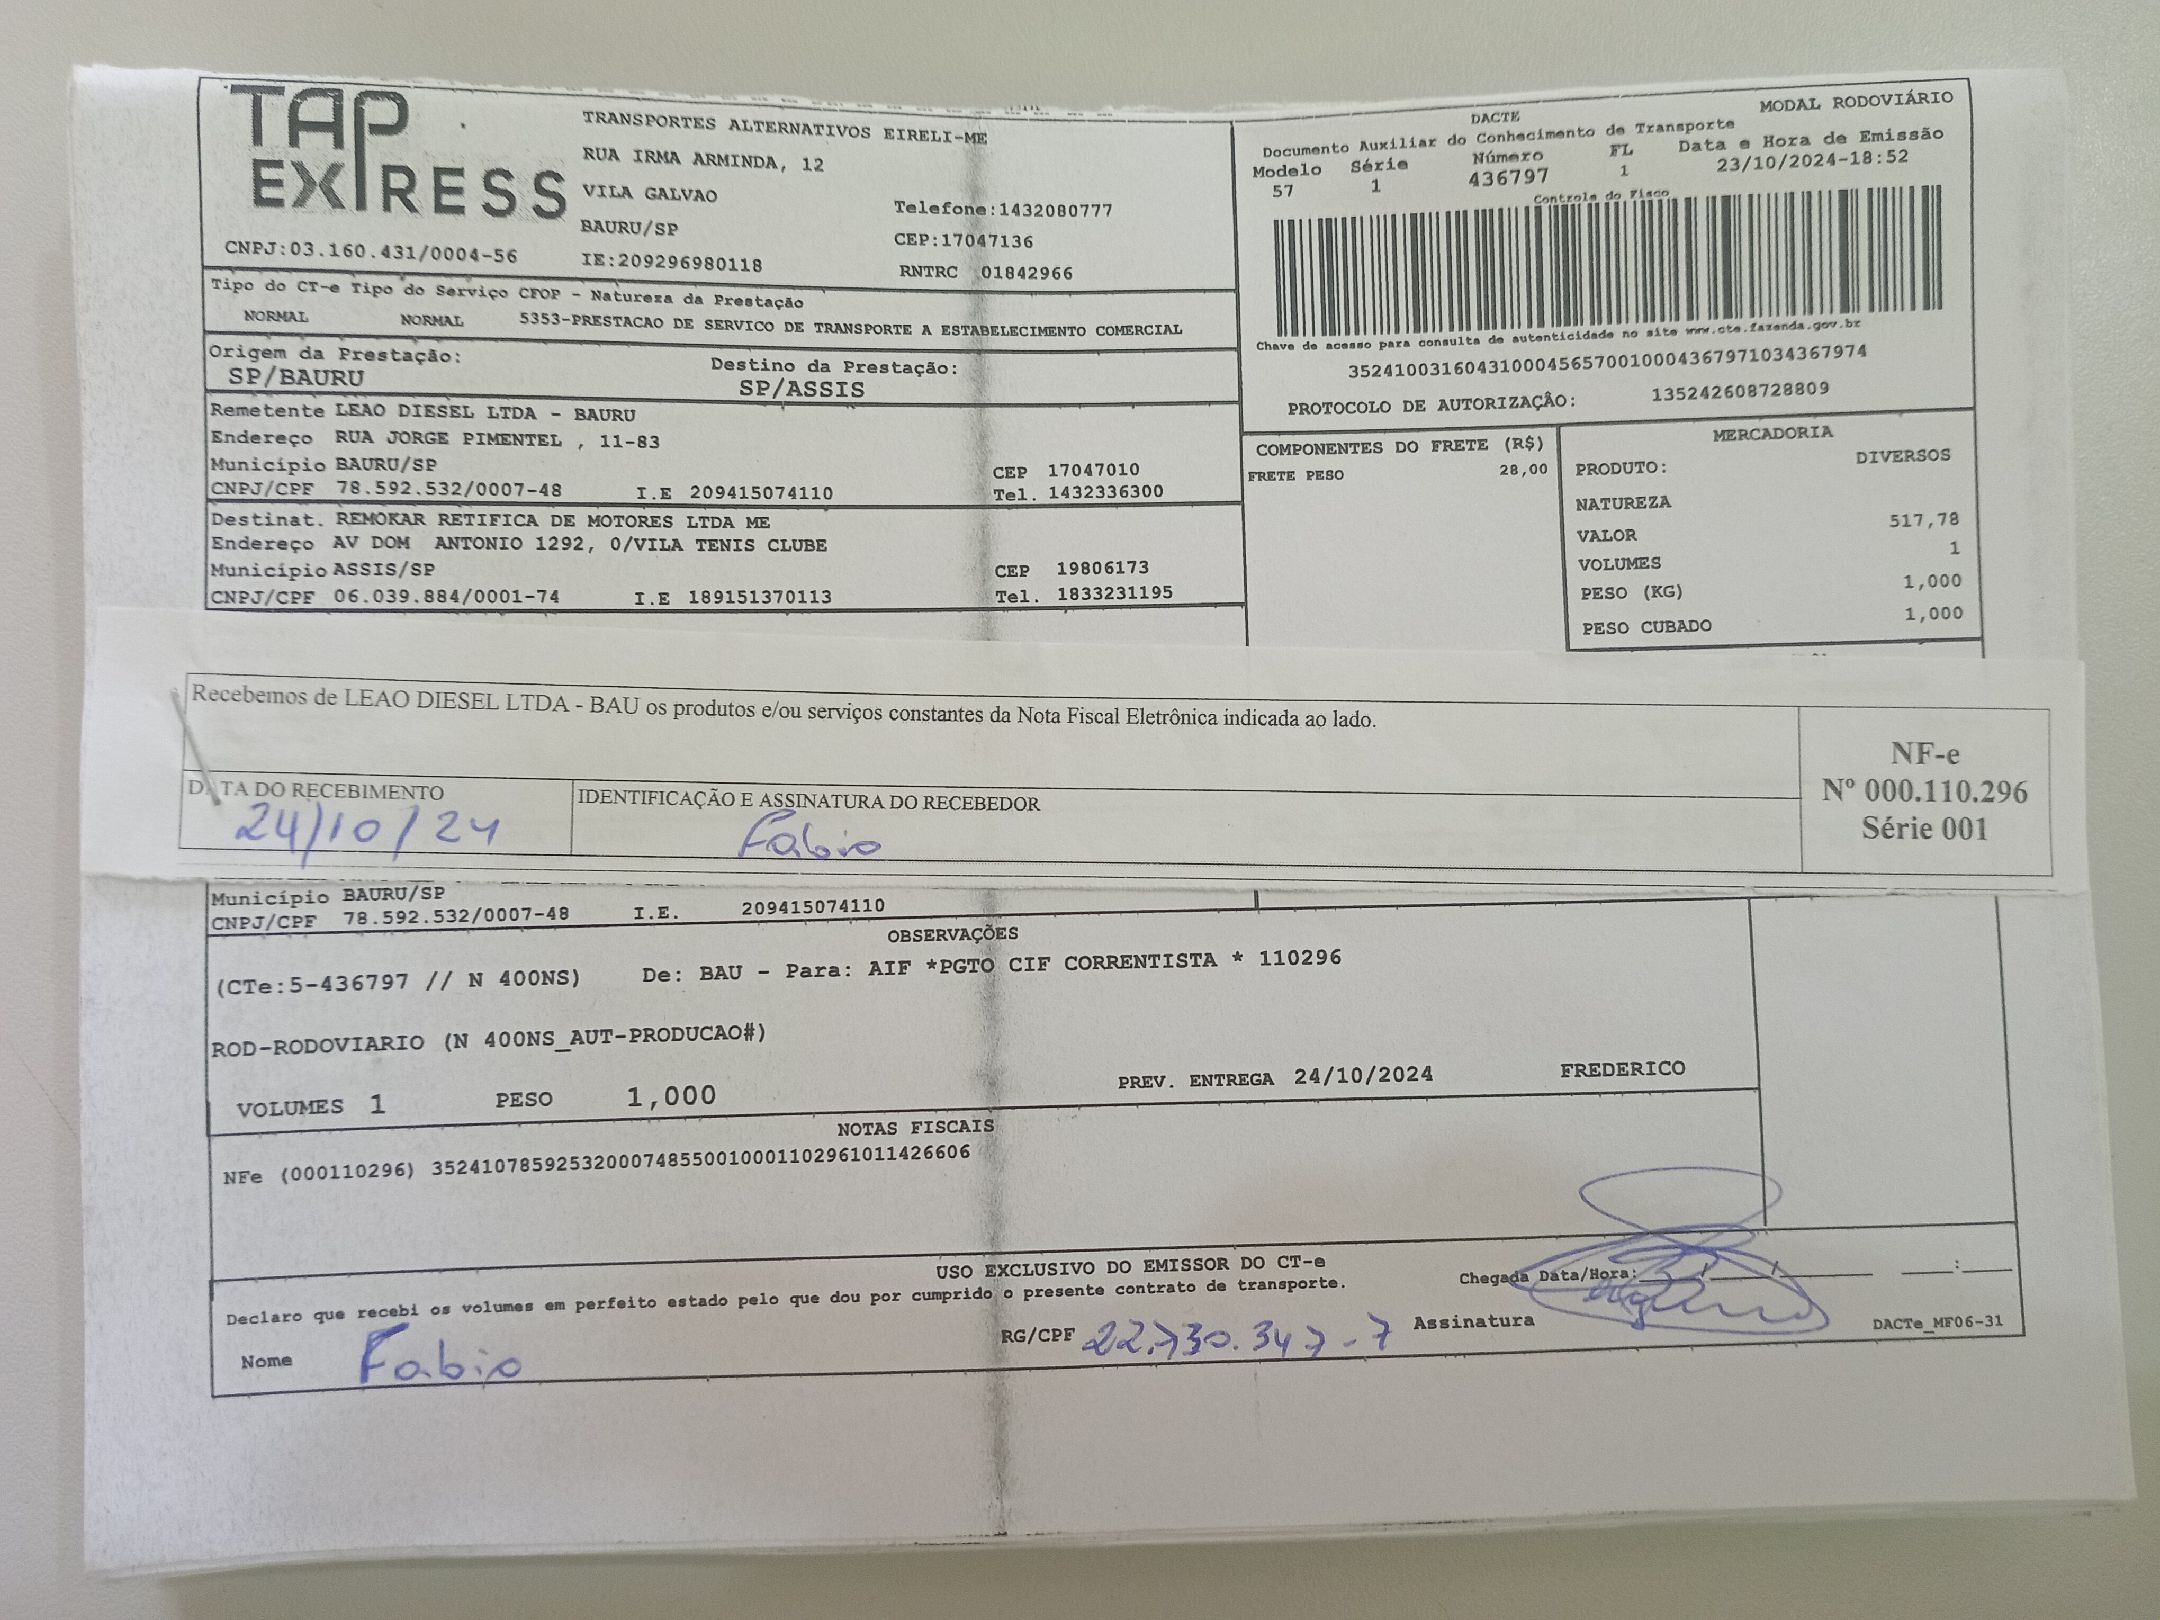 TAP
EXPRESS
CNPJ:03.160.431/0004-56
TRANSPORTES ALTERNATIVOS EIRELI-ME
RUA IRMA ARMINDA, 12
VILA GALVAO
BAURU/SP
IE:209296980118
Telefone:1432080777
CEP:17047136
RNTRC 01842966
DACTE
MODAL RODOVIÁRIO
Documento Auxiliar do Conhecimento de Transporte
Modelo Série Número FL Data e Hora de Emissão
57 1 436797 1 23/10/2024-18:52
Controle do Fisco
Chave de acesso para consulta de autenticidade no site www.cte.fazenda.gov.br
35241003160431000456570010004367971034367974
PROTOCOLO DE AUTORIZAÇÂO: 135242608728809
Tipo do CT-e Tipo do Serviço CFOP - Natureza da Prestação
NORMAL NORMAL 5353-PRESTACAO DE SERVICO DE TRANSPORTE A ESTABELECIMENTO COMERCIAL
Origem da Prestação: Destino da Prestação:
SP/BAURU SP/ASSIS
Remetente LEAO DIESEL LTDA - BAURU
Endereço RUA JORGE PIMENTEL , 11-83
Município BAURU/SP CEP 17047010
CNPJ/CPF 78.592.532/0007-48 I.E 209415074110 Tel. 1432336300
Destinat. REMOKAR RETIFICA DE MOTORES LTDA ME
Endereço AV DOM ANTONIO 1292, 0/VILA TENIS CLUBE
Município ASSIS/SP CEP 19806173
CNPJ/CPF 06.039.884/0001-74 I.E 189151370113 Tel. 1833231195
COMPONENTES DO FRETE (R$)
FRETE PESO 28,00
MERCADORIA
PRODUTO: DIVERSOS
NATUREZA
VALOR 517,78
VOLUMES 1
PESO (KG) 1,000
PESO CUBADO 1,000
Recebemos de LEAO DIESEL LTDA - BAU os produtos e/ou serviços constantes da Nota Fiscal Eletrônica indicada ao lado.
DATA DO RECEBIMENTO IDENTIFICAÇÃO E ASSINATURA DO RECEBEDOR
24/10/24 Fabio
NF-e
Nº 000.110.296
Série 001
Município BAURU/SP
CNPJ/CPF 78.592.532/0007-48 I.E. 209415074110
OBSERVAÇÕES
(CTe:5-436797 // N 400NS) De: BAU - Para: AIF *PGTO CIF CORRENTISTA * 110296
ROD-RODOVIARIO (N 400NS_AUT-PRODUCAO#)
VOLUMES 1 PESO 1,000 PREV. ENTREGA 24/10/2024 FREDERICO
NOTAS FISCAIS
NFe (000110296) 35241078592532000748550010001102961011426606
USO EXCLUSIVO DO EMISSOR DO CT-e
Declaro que recebi os volumes em perfeito estado pelo que dou por cumprido o presente contrato de transporte.
Chegada Data/Hora: / / :
Nome Fabio RG/CPF 22.730.347-7 Assinatura
DACTe_MF06-31